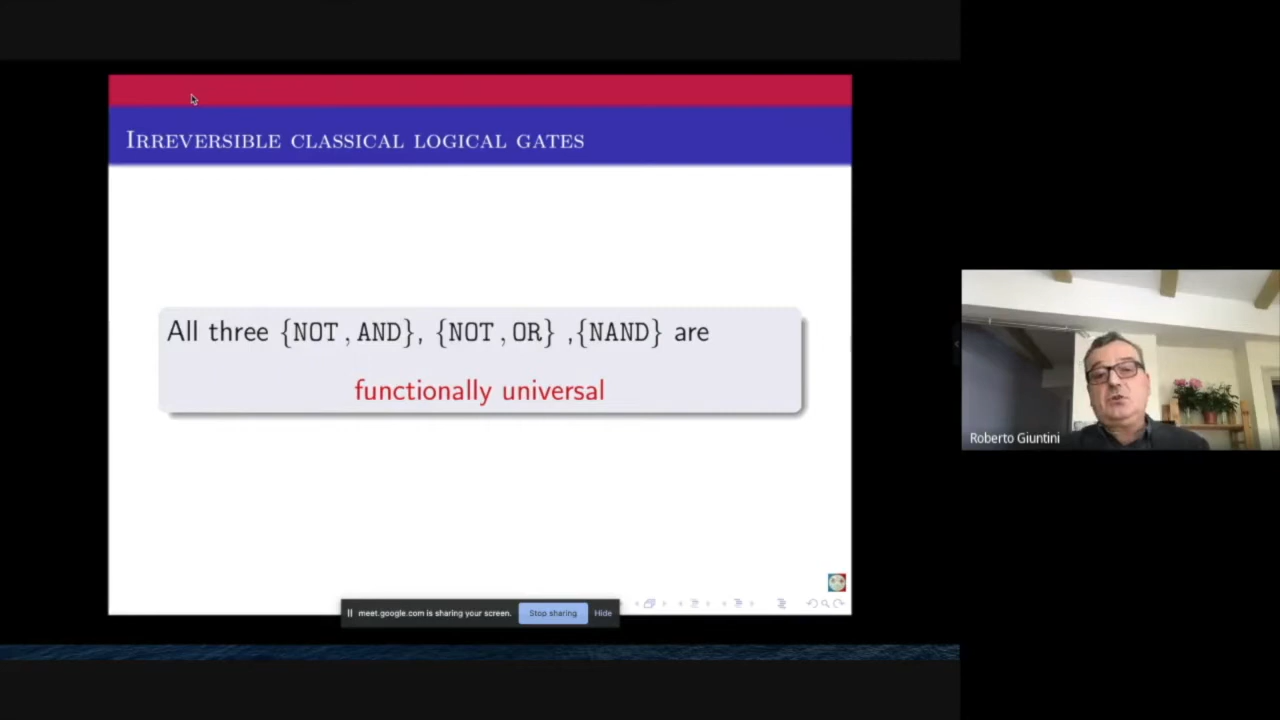 Irreversible classical logical gates
All three {NOT , AND}, {NOT , OR} ,{NAND} are
functionally universal
Roberto Giuntini
meet.google.com is sharing your screen. Stop sharing Hide